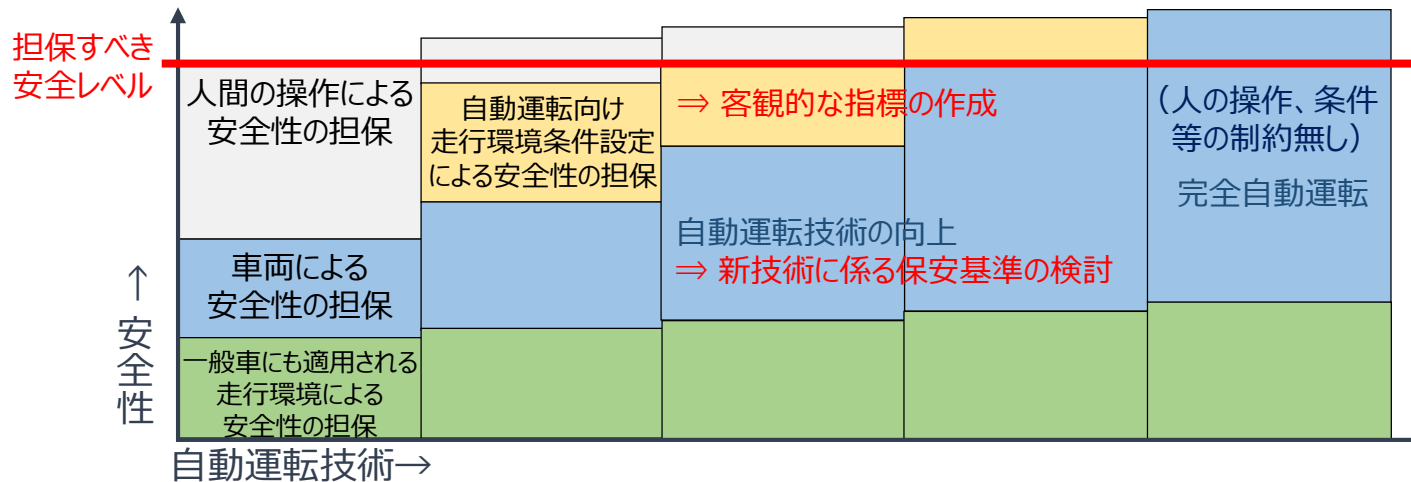 担保すべき
安全レベル
人間の操作による
安全性の担保
車両による
安全性の担保
一般車にも適用される
走行環境による
安全性の担保
自動運転向け
走行環境条件設定
による安全性の担保
⇒ 客観的な指標の作成
自動運転技術の向上
⇒ 新技術に係る保安基準の検討
（人の操作、条件
等の制約無し）
完全自動運転
↑安全性
自動運転技術→